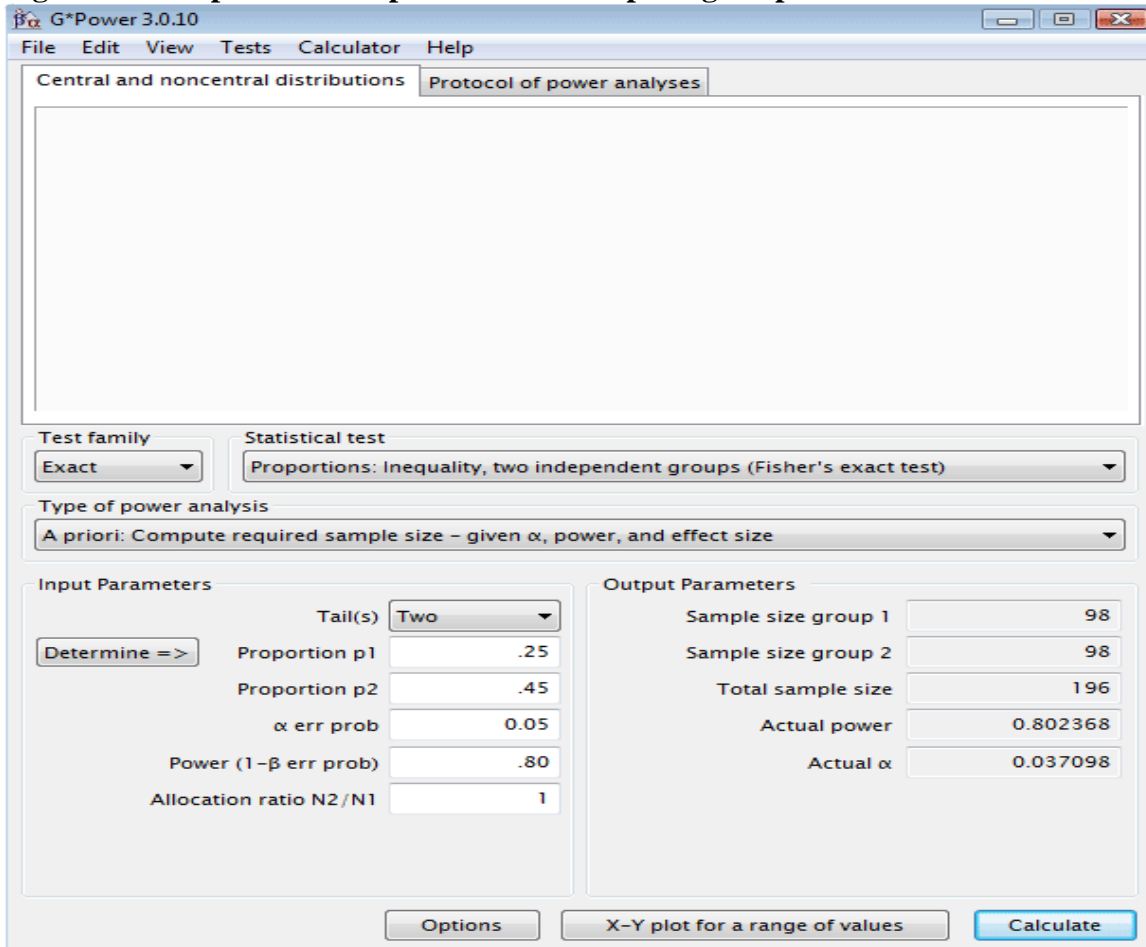 G*Power 3.0.10
File Edit View Tests Calculator Help
Central and noncentral distributions Protocol of power analyses
Test family Statistical test
Exact Proportions: Inequality, two independent groups (Fisher's exact test)
Type of power analysis
A priori: Compute required sample size – given α, power, and effect size
Input Parameters Output Parameters
Tail(s) Two Sample size group 1 98
Determine => Proportion p1 .25 Sample size group 2 98
Proportion p2 .45 Total sample size 196
α err prob 0.05 Actual power 0.802368
Power (1-β err prob) .80 Actual α 0.037098
Allocation ratio N2/N1 1
Options X-Y plot for a range of values Calculate